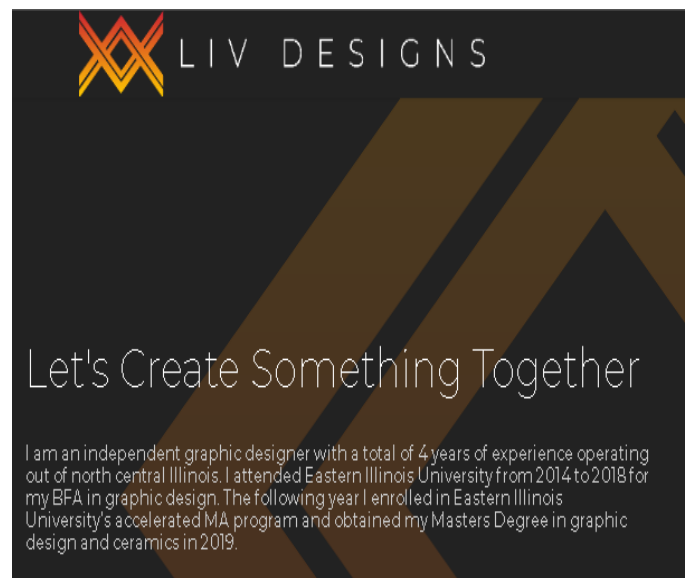 LIV DESIGNS
Let's Create Something Together
I am an independent graphic designer with a total of 4 years of experience operating
out of north central Illinois. I attended Eastern Illinois University from 2014 to 2018 for
my BFA in graphic design. The following year I enrolled in Eastern Illinois
University's accelerated MA program and obtained my Masters Degree in graphic
design and ceramics in 2019.